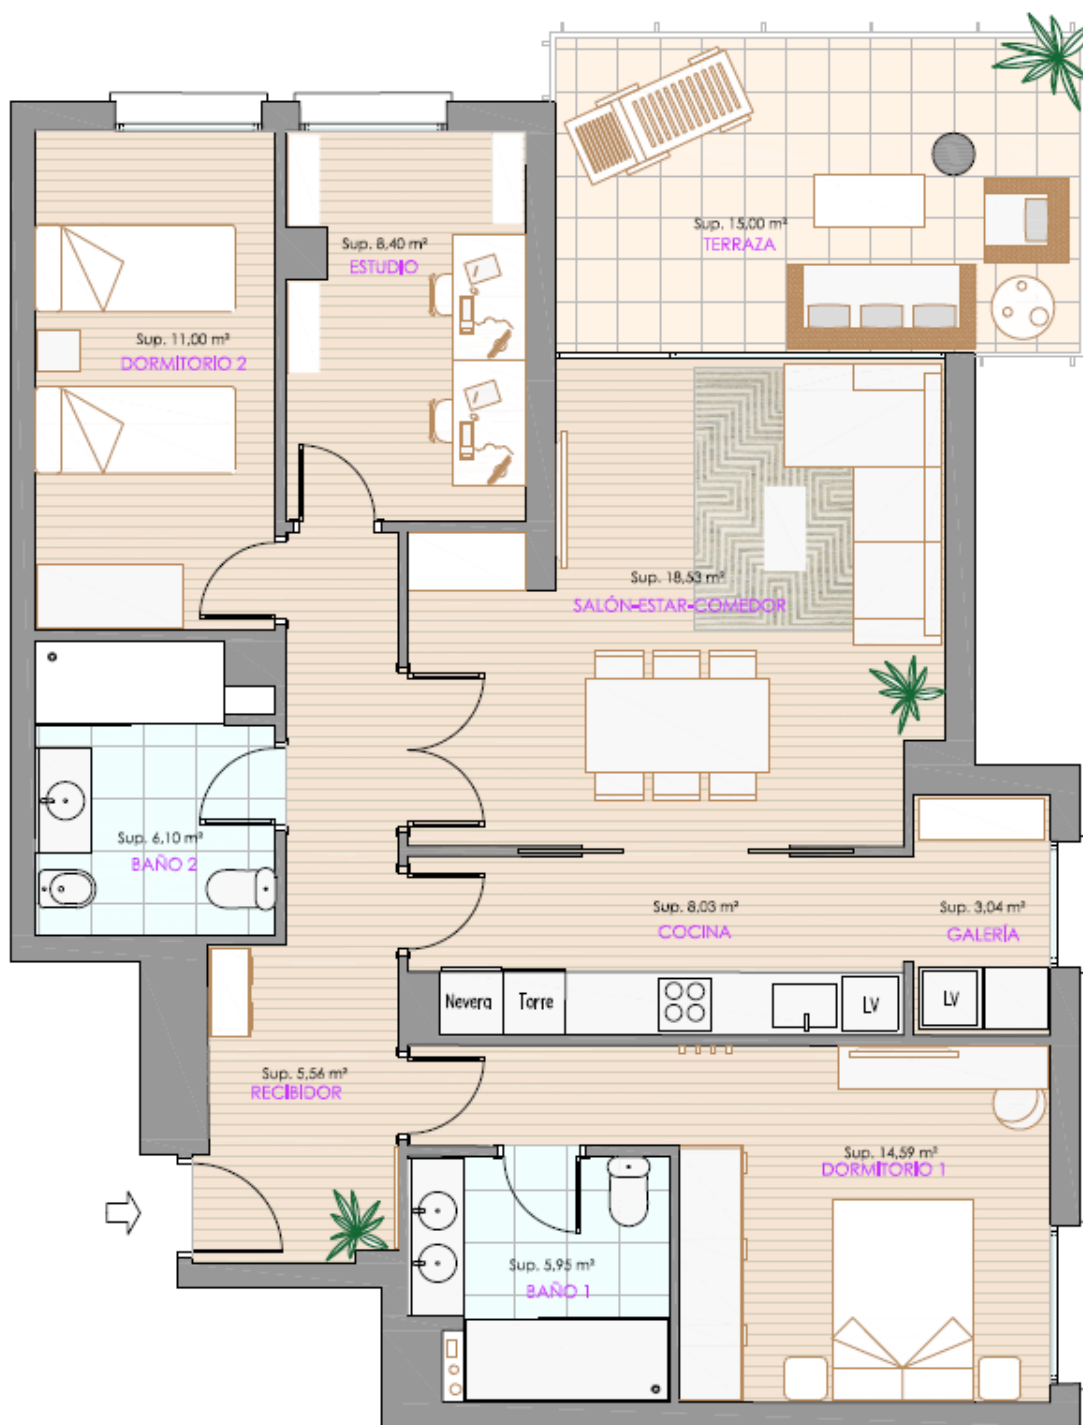 Sup. 15,00 m²
TERRAZA
Sup. 8,40 m²
ESTUDIO
Sup. 11,00 m²
DORMITORIO 2
Sup. 18,53 m²
SALÓN-ESTAR-COMEDOR
Sup. 6,10 m²
BAÑO 2
Sup. 8,03 m²
COCINA
Sup. 3,04 m²
GALERÍA
Nevera
Torre
LV
LV
Sup. 5,56 m²
RECIBIDOR
Sup. 14,59 m²
DORMITORIO 1
Sup. 5,95 m²
BAÑO 1